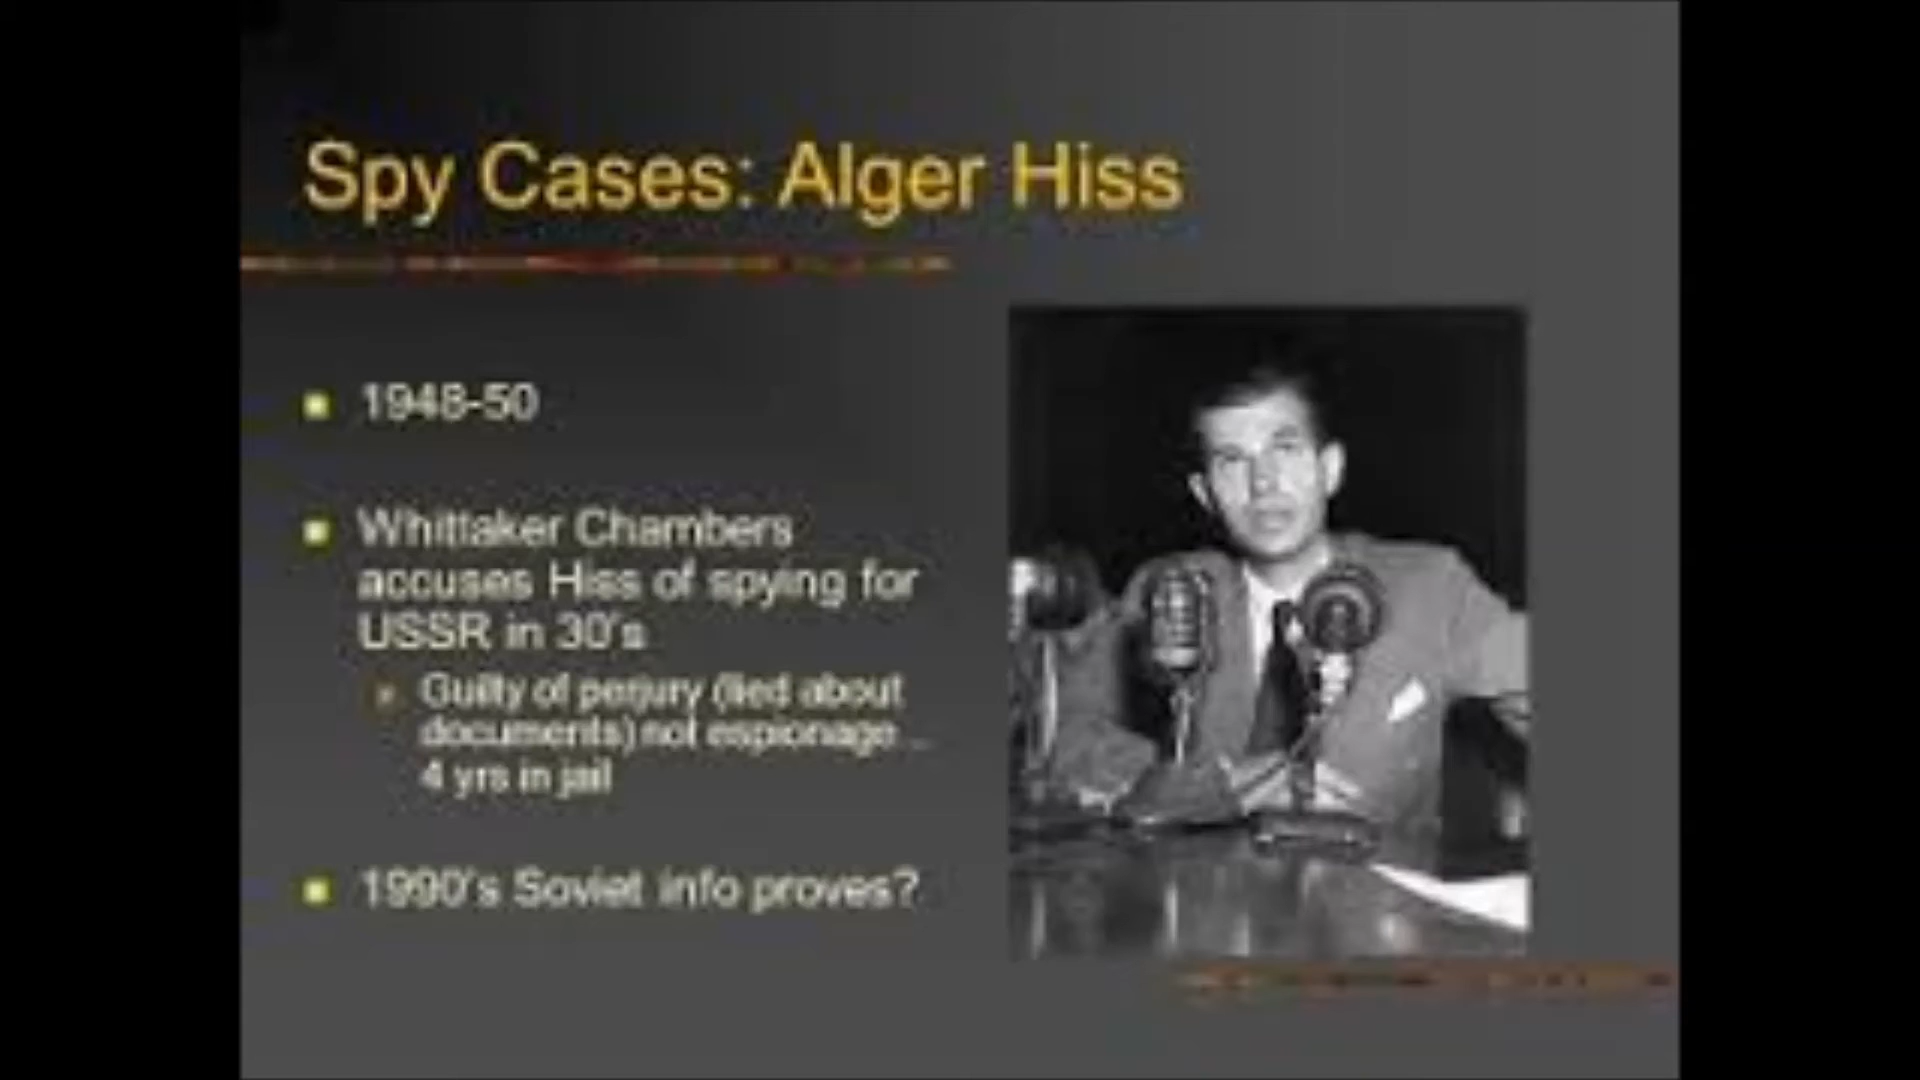 Spy Cases: Alger Hiss
1948-50
Whittaker Chambers
accuses Hiss of spying for
USSR in 30's
Guilty of perjury (lied about
documents) not espionage ...
4 yrs in jail
1990's Soviet info proves?